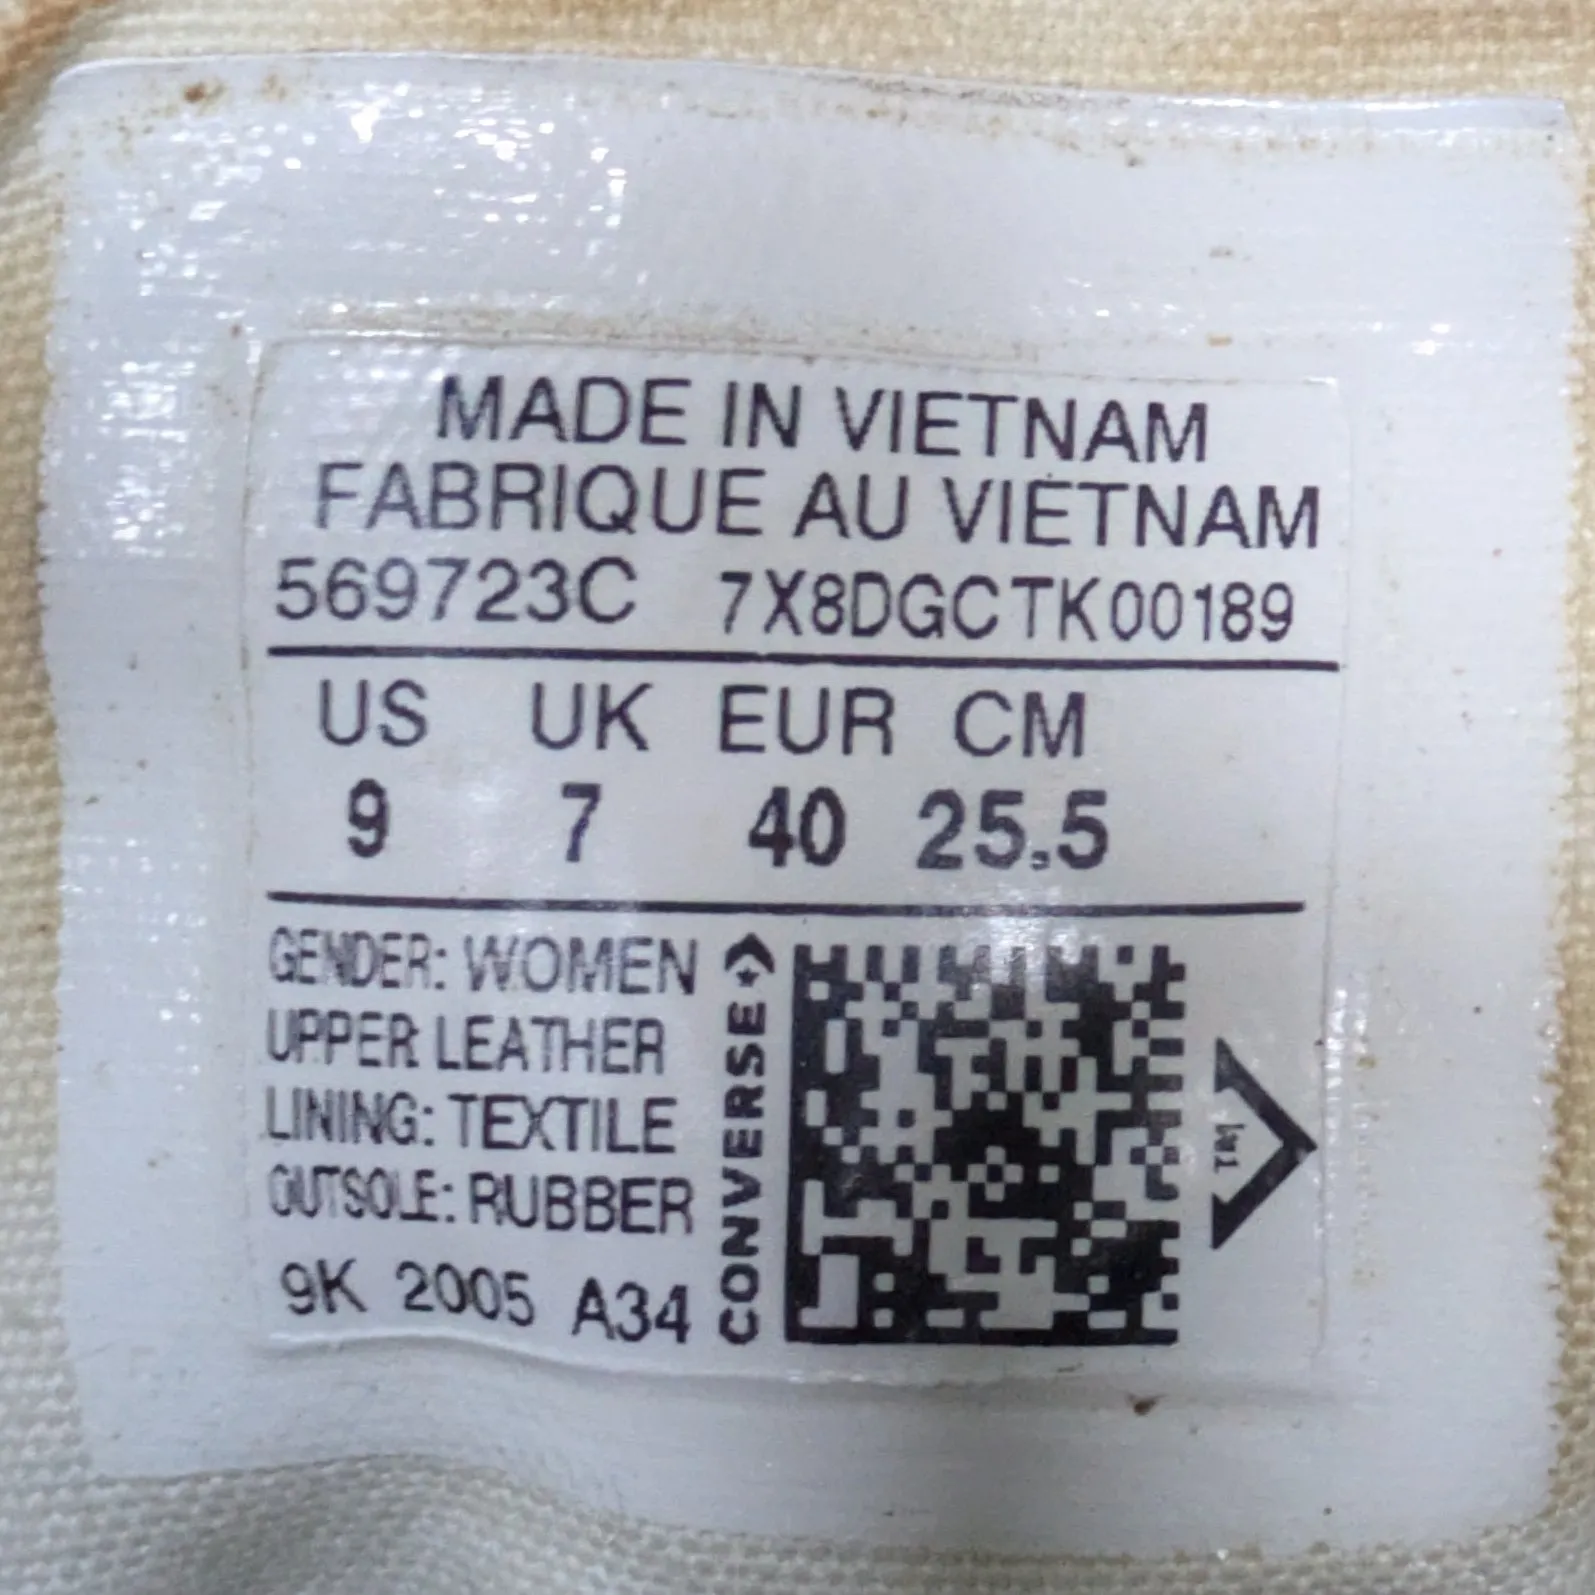 MADE IN VIETNAM
FABRIQUE AU VIETNAM
569723C 7X8DGCTK00189
US UK EUR CM
9 7 40 25.5
GENDER: WOMEN
UPPER LEATHER
LINING: TEXTILE
OUTSOLE: RUBBER
9K 2005 A34
CONVERSE